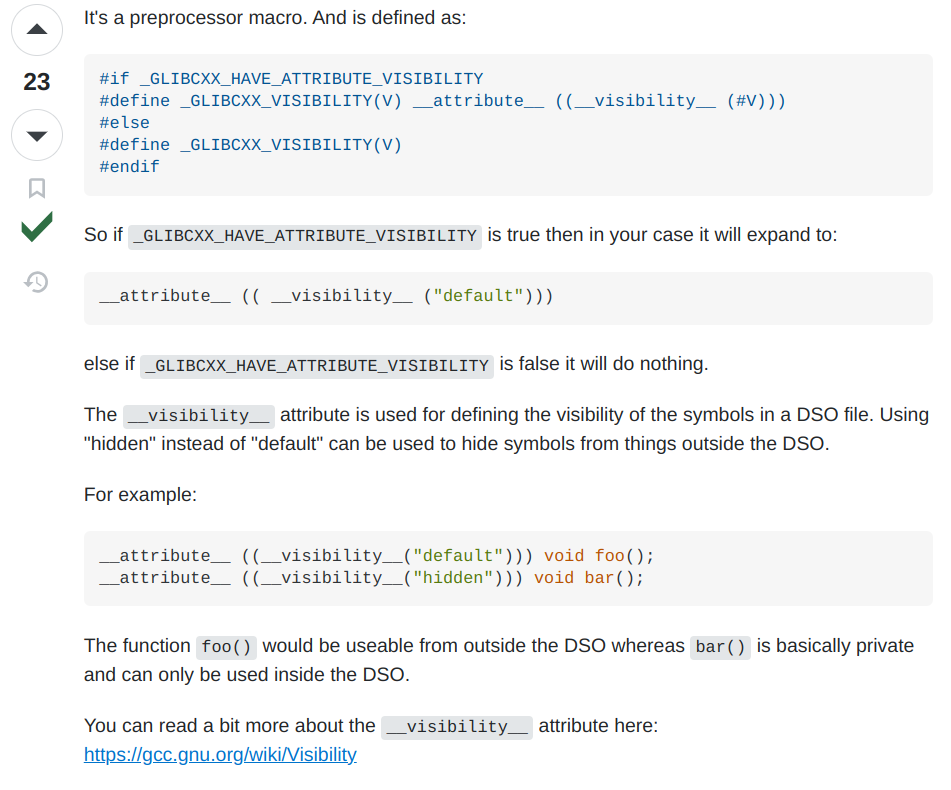 It's a preprocessor macro. And is defined as:
23
#if _GLIBCXX_HAVE_ATTRIBUTE_VISIBILITY
#define _GLIBCXX_VISIBILITY(V) __attribute__ ((__visibility__ (#V)))
#else
#define _GLIBCXX_VISIBILITY(V)
#endif
So if _GLIBCXX_HAVE_ATTRIBUTE_VISIBILITY is true then in your case it will expand to:
__attribute__ (( __visibility__ ("default")))
else if _GLIBCXX_HAVE_ATTRIBUTE_VISIBILITY is false it will do nothing.
The __visibility__ attribute is used for defining the visibility of the symbols in a DSO file. Using
"hidden" instead of "default" can be used to hide symbols from things outside the DSO.
For example:
__attribute__ ((__visibility__("default"))) void foo();
__attribute__ ((__visibility__("hidden"))) void bar();
The function foo() would be useable from outside the DSO whereas bar() is basically private
and can only be used inside the DSO.
You can read a bit more about the __visibility__ attribute here:
https://gcc.gnu.org/wiki/Visibility